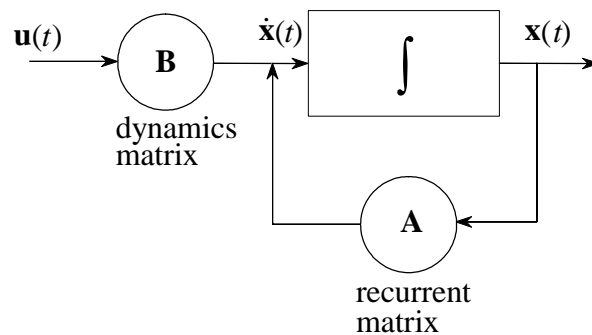 u(t)
B
ẋ(t)
∫
x(t)
dynamics
matrix
A
recurrent
matrix